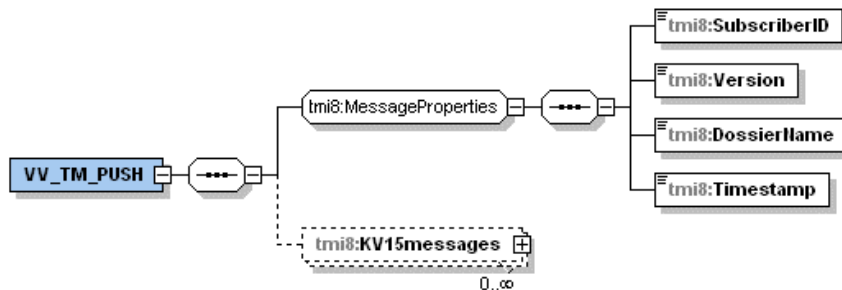 tmi8:SubscriberID
tmi8:Version
tmi8:MessageProperties
tmi8:DossierName
VV_TM_PUSH
tmi8:Timestamp
tmi8:KV15messages
0..∞